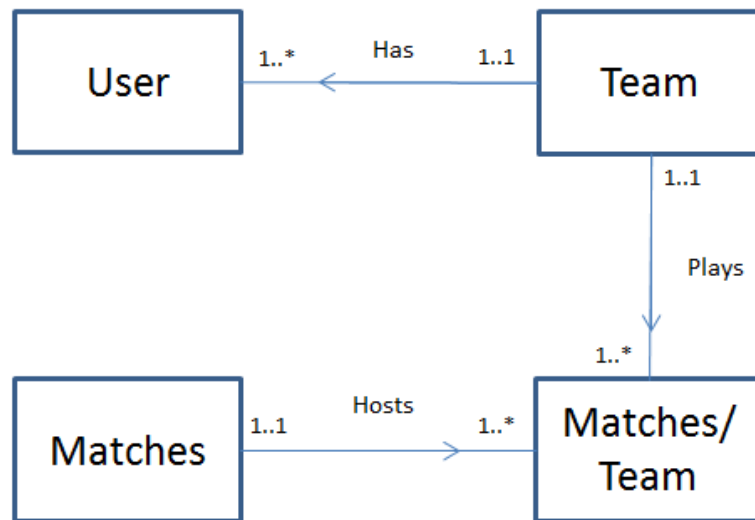 User
1..*
Has
1..1
Team
1..1
Plays
1..*
Matches
1..1
Hosts
1..*
Matches/
Team